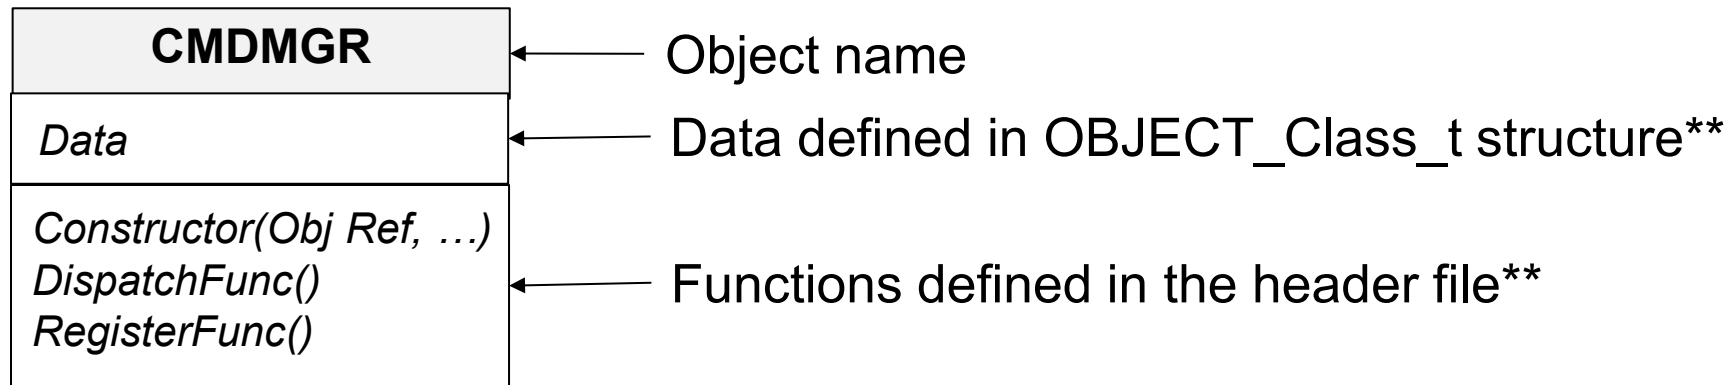 CMDMGR
Object name
Data
Data defined in OBJECT_Class_t structure**
Constructor(Obj Ref, …)
DispatchFunc()
RegisterFunc()
Functions defined in the header file**